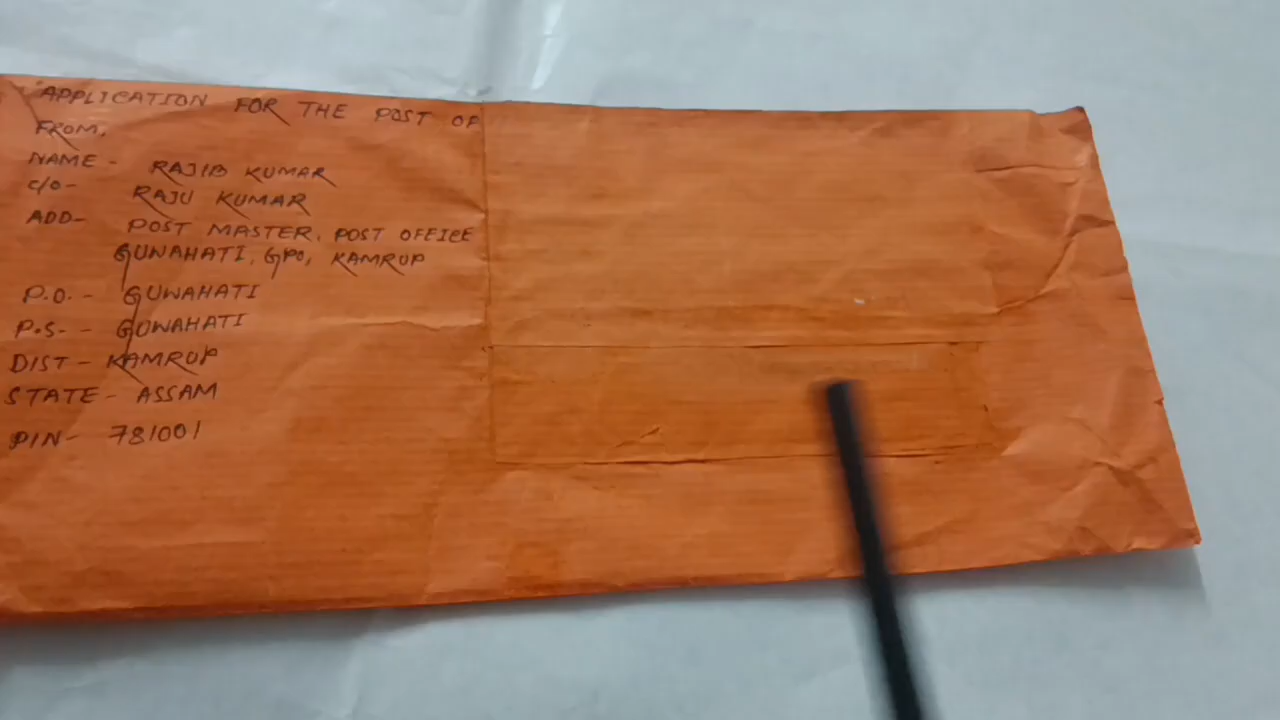 APPLICATION FOR THE POST OF
FROM,
NAME - RAJIB KUMAR
C/O- RAJU KUMAR
ADD- POST MASTER, POST OFFICE
GUWAHATI, GPO, KAMRUP
P.O. - GUWAHATI
P.S. - GUWAHATI
DIST - KAMRUP
STATE - ASSAM
PIN - 781001